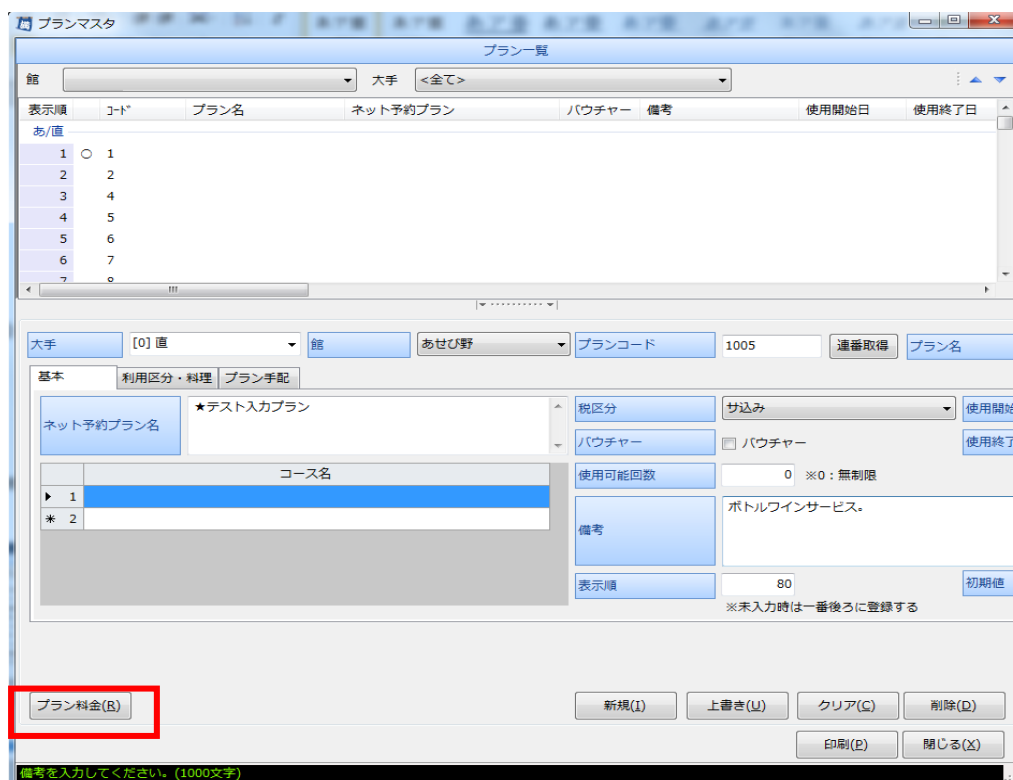 プランマスタ
プラン一覧
館 大手 <全て>
表示順 ｺｰﾄﾞ プラン名 ネット予約プラン バウチャー 備考 使用開始日 使用終了日
あ/直
1 ○ 1
2 2
3 4
4 5
5 6
6 7
7 8
大手 [0] 直 館 あせび野 プランコード 1005 連番取得 プラン名
基本 利用区分・料理 プラン手配
ネット予約プラン名 ★テスト入力プラン 税区分 サ込み 使用開始
バウチャー バウチャー 使用終了
コース名 使用可能回数 0 ※0：無制限
1
* 2
備考 ボトルワインサービス。
表示順 80 初期値
※未入力時は一番後ろに登録する
プラン料金(R) 新規(I) 上書き(U) クリア(C) 削除(D)
印刷(P) 閉じる(X)
備考を入力してください。(1000文字)